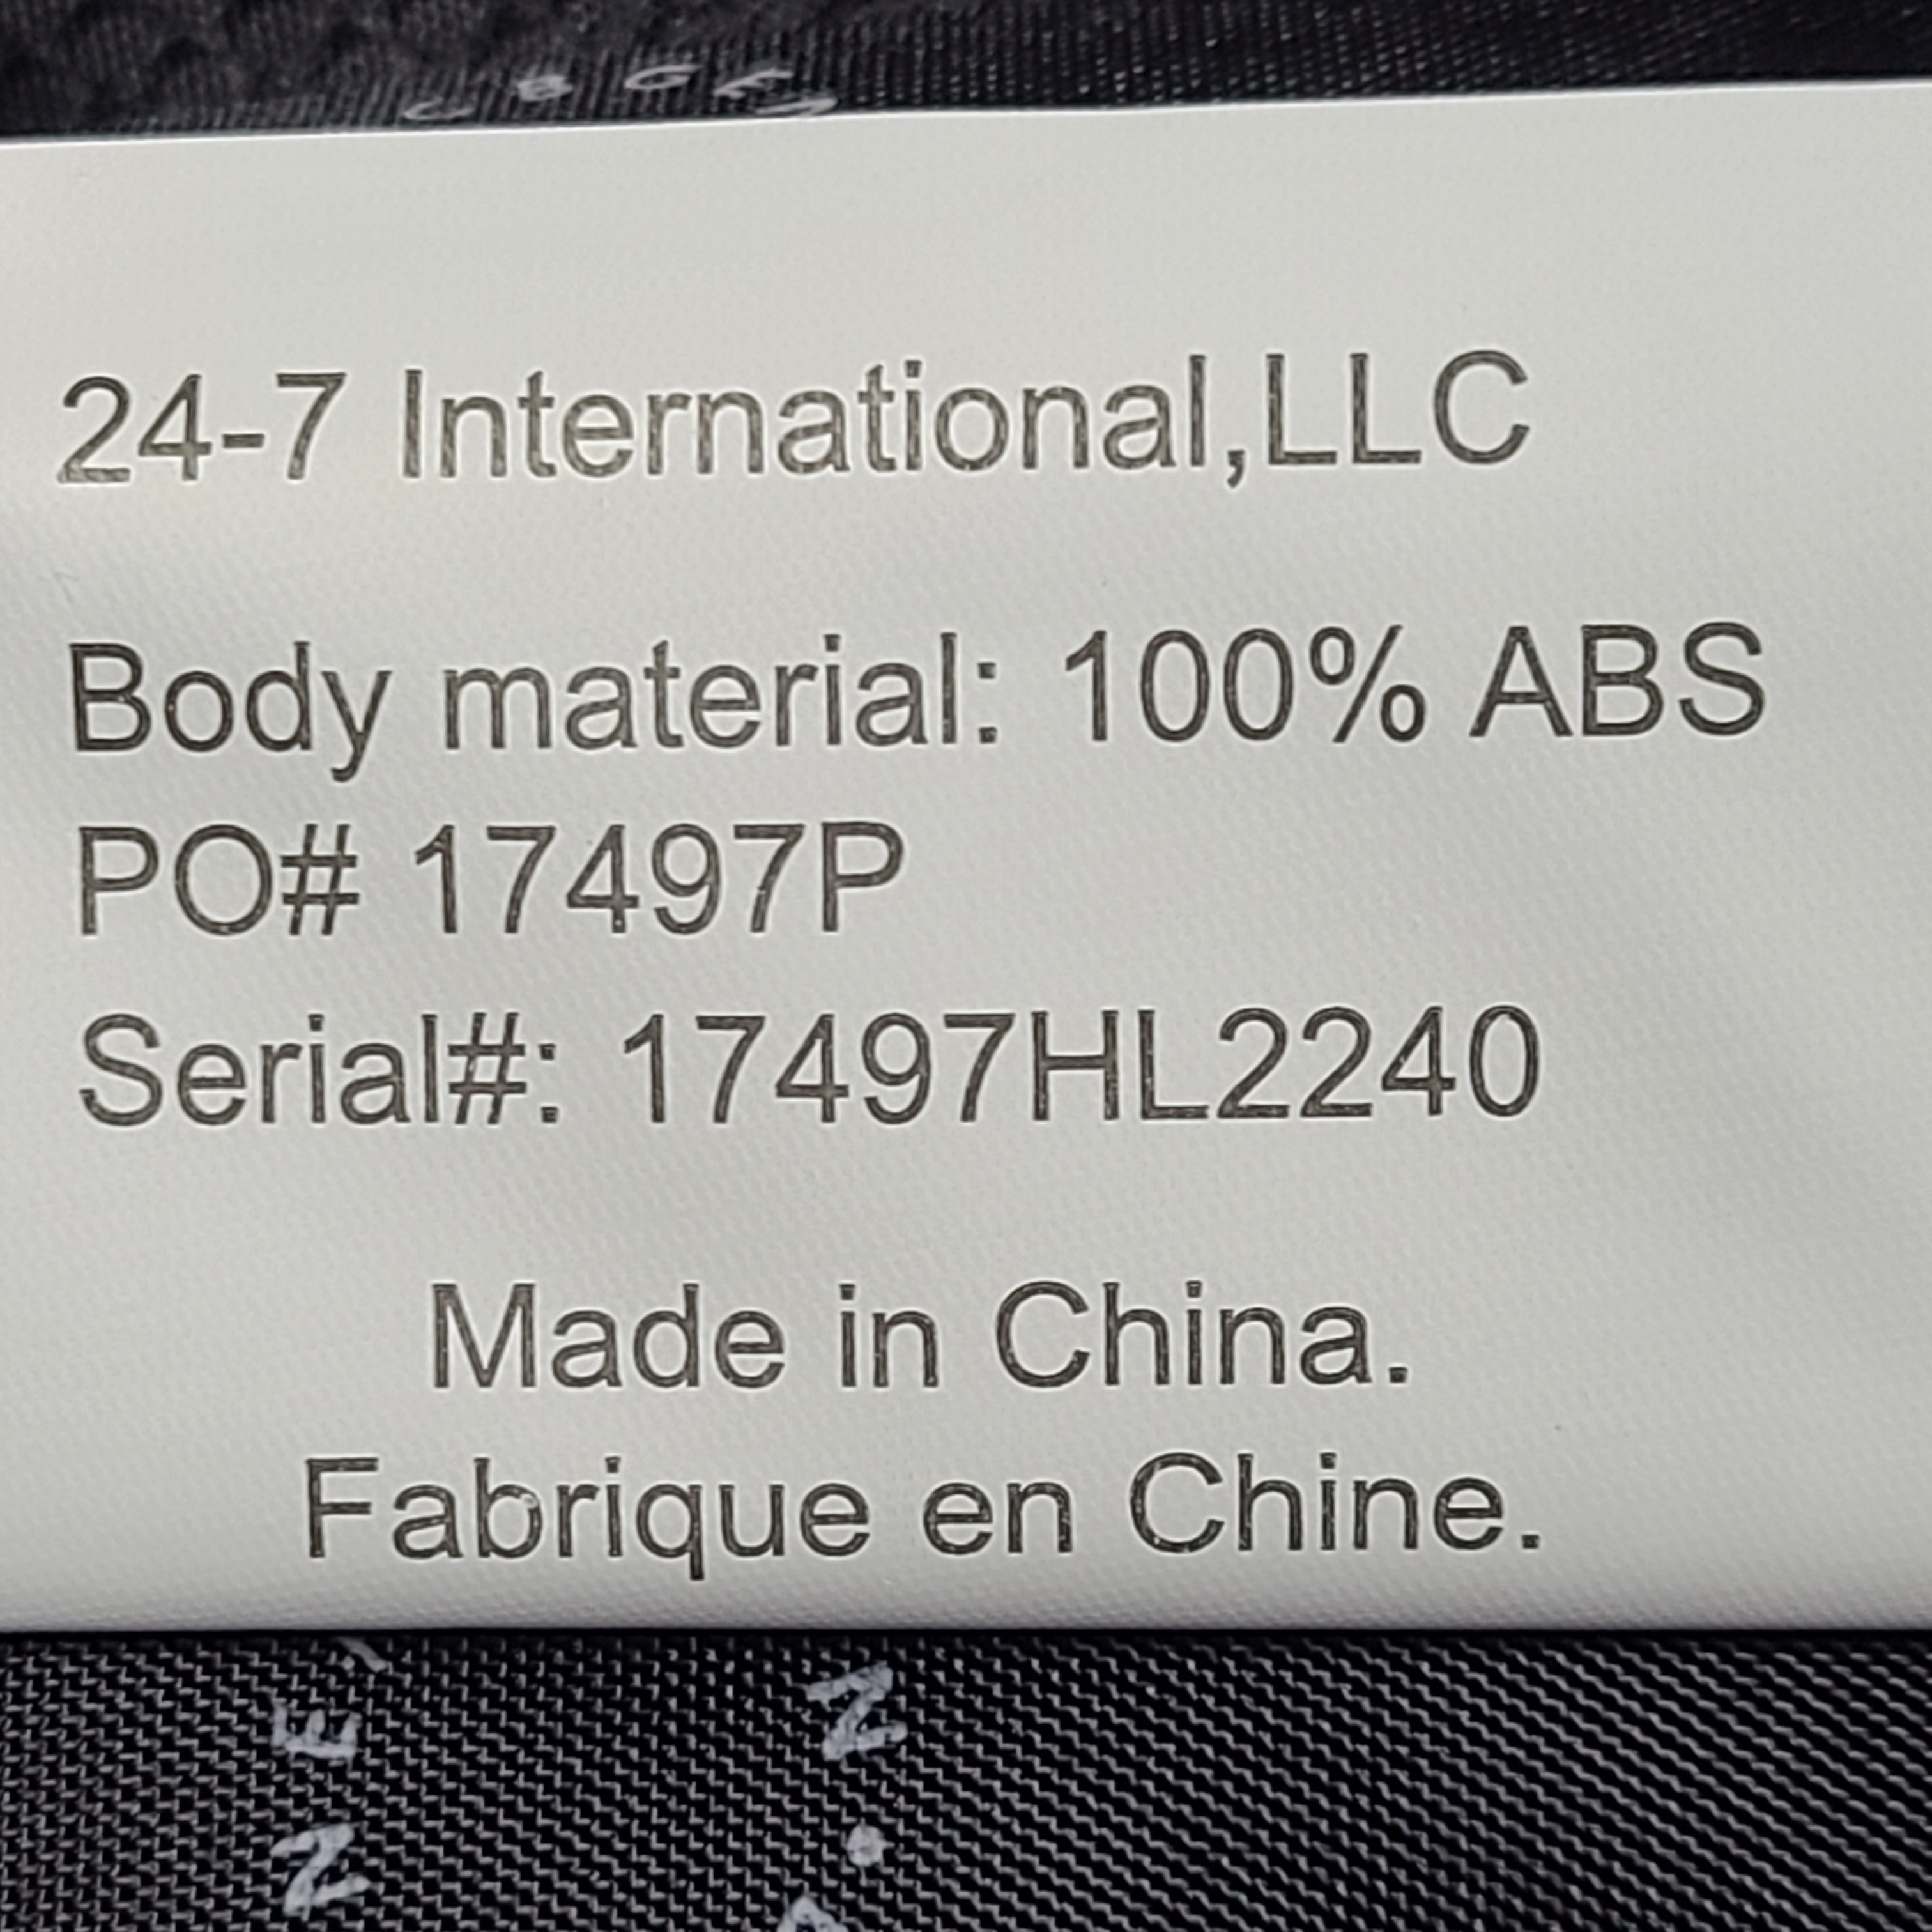 24-7 International,LLC
Body material: 100% ABS
PO# 17497P
Serial#: 17497HL2240
Made in China.
Fabrique en Chine.